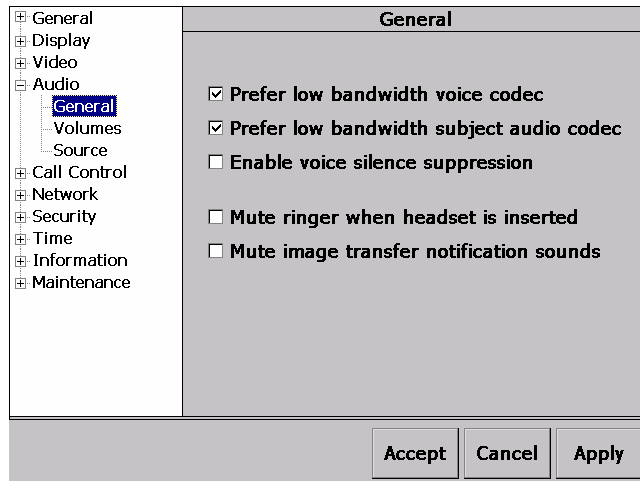 General
Display
Video
Audio
General
Volumes
Source
Call Control
Network
Security
Time
Information
Maintenance
General
Prefer low bandwidth voice codec
Prefer low bandwidth subject audio codec
Enable voice silence suppression
Mute ringer when headset is inserted
Mute image transfer notification sounds
Accept
Cancel
Apply